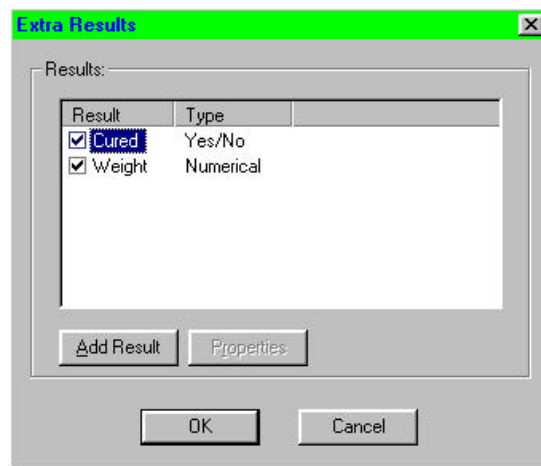 Extra Results
Results:
Result Type
Cured Yes/No
Weight Numerical
Add Result Properties
OK Cancel